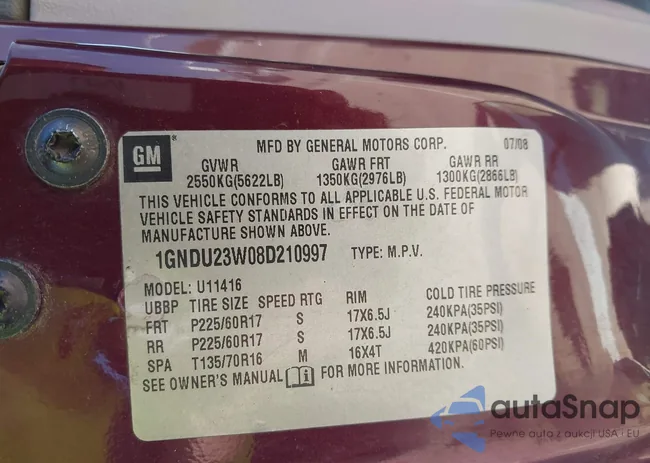 GM
MFD BY GENERAL MOTORS CORP. 07/08
GVWR GAWR FRT GAWR RR
2550KG(5622LB) 1350KG(2976LB) 1300KG(2866LB)
THIS VEHICLE CONFORMS TO ALL APPLICABLE U.S. FEDERAL MOTOR
VEHICLE SAFETY STANDARDS IN EFFECT ON THE DATE OF
MANUFACTURE SHOWN ABOVE.
1GNDU23W08D210997 TYPE: M.P.V.
MODEL: U11416
UBBP TIRE SIZE SPEED RTG RIM COLD TIRE PRESSURE
FRT P225/60R17 S 17X6.5J 240KPA(35PSI)
RR P225/60R17 S 17X6.5J 240KPA(35PSI)
SPA T135/70R16 M 16X4T 420KPA(60PSI)
SEE OWNER'S MANUAL FOR MORE INFORMATION.
autaSnap
Pewne auto z aukcji USA i EU